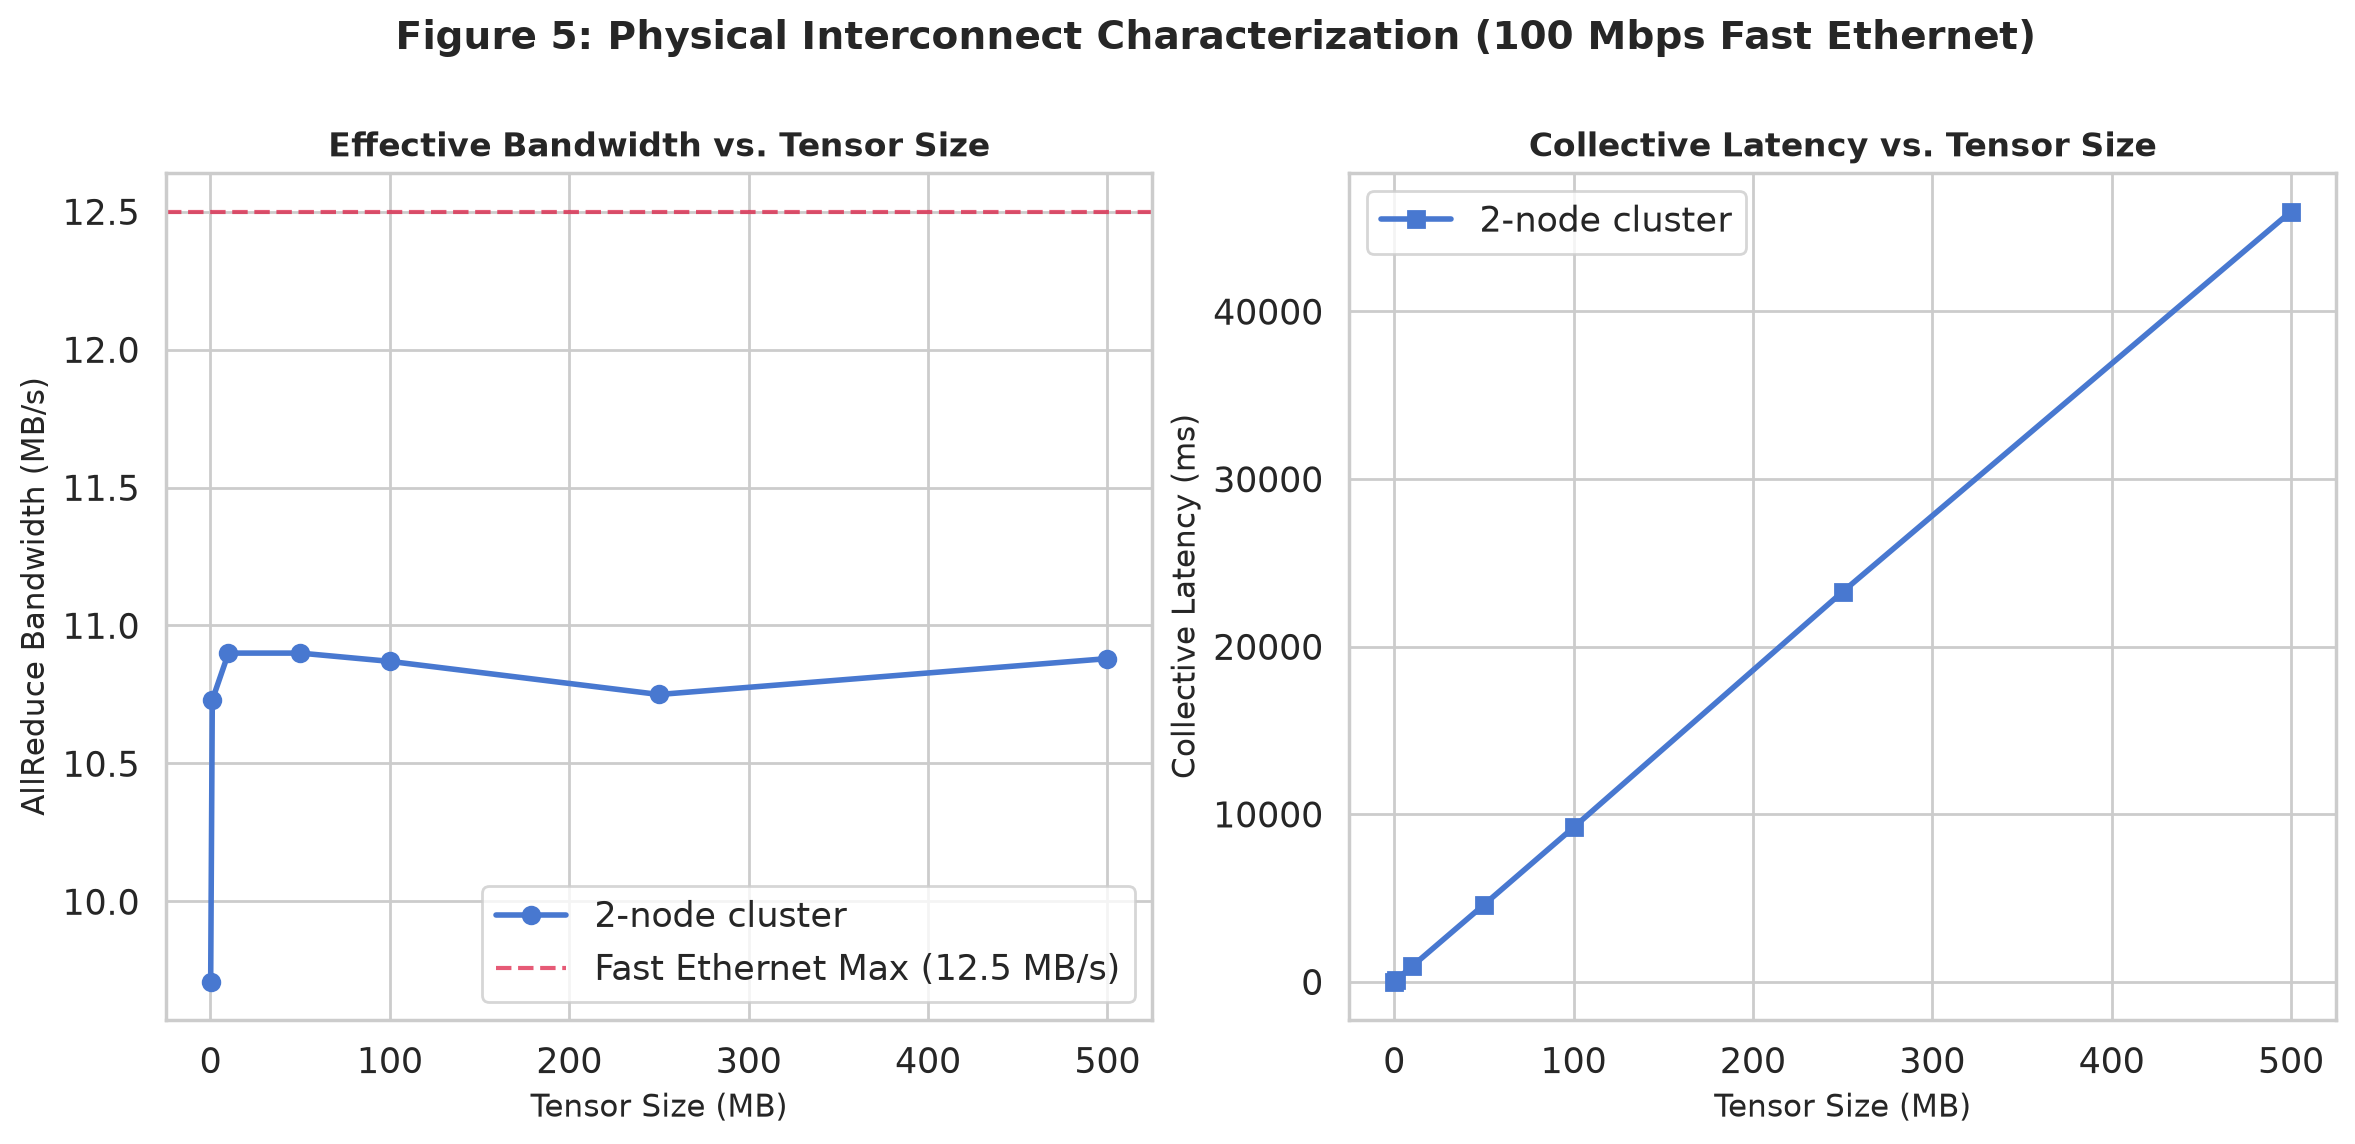 Figure 5: Physical Interconnect Characterization (100 Mbps Fast Ethernet)
Effective Bandwidth vs. Tensor Size
AllReduce Bandwidth (MB/s)
12.5
12.0
11.5
11.0
10.5
10.0
2-node cluster
Fast Ethernet Max (12.5 MB/s)
0 100 200 300 400 500
Tensor Size (MB)
Collective Latency vs. Tensor Size
Collective Latency (ms)
2-node cluster
40000
30000
20000
10000
0
0 100 200 300 400 500
Tensor Size (MB)